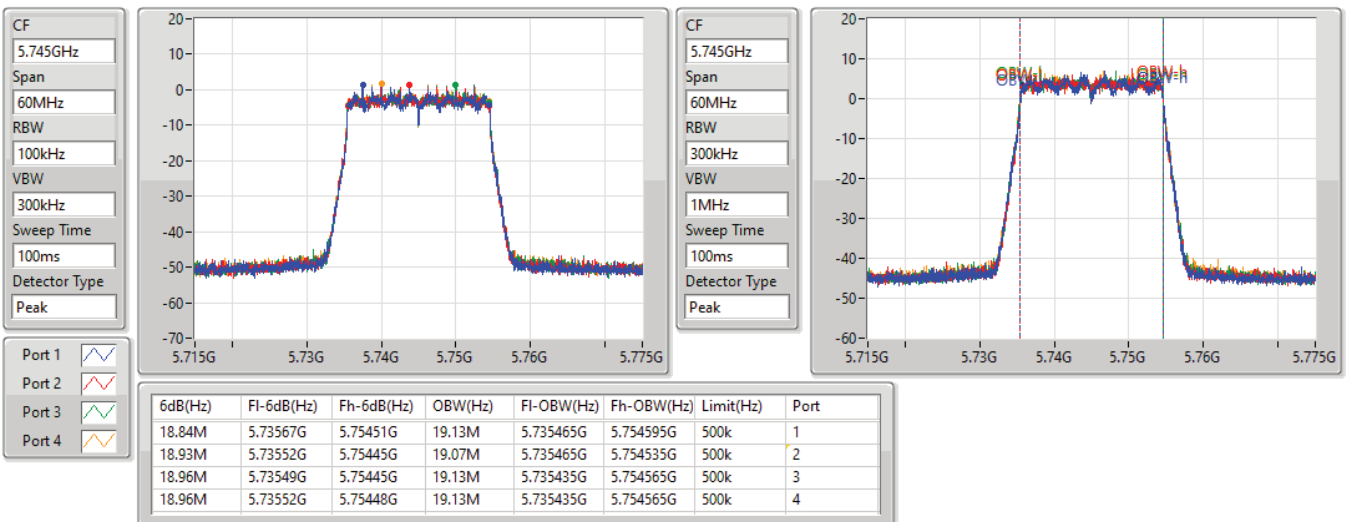 CF
5.745GHz
Span
60MHz
RBW
100kHz
VBW
300kHz
Sweep Time
100ms
Detector Type
Peak
20
10
0
-10
-20
-30
-40
-50
-60
-70
5.715G 5.73G 5.74G 5.75G 5.76G 5.775G
CF
5.745GHz
Span
60MHz
RBW
300kHz
VBW
1MHz
Sweep Time
100ms
Detector Type
Peak
20
10
0
-10
-20
-30
-40
-50
-60
5.715G 5.73G 5.74G 5.75G 5.76G 5.775G
Port 1
Port 2
Port 3
Port 4
6dB(Hz) Fl-6dB(Hz) Fh-6dB(Hz) OBW(Hz) Fl-OBW(Hz) Fh-OBW(Hz) Limit(Hz) Port
18.84M 5.73567G 5.75451G 19.13M 5.735465G 5.754595G 500k 1
18.93M 5.73552G 5.75445G 19.07M 5.735465G 5.754535G 500k 2
18.96M 5.73549G 5.75445G 19.13M 5.735435G 5.754565G 500k 3
18.96M 5.73552G 5.75448G 19.13M 5.735435G 5.754565G 500k 4